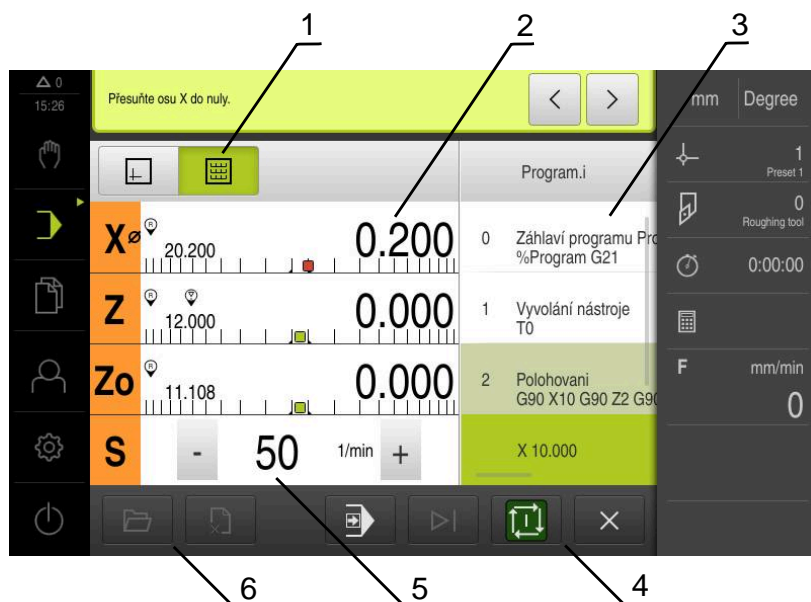 1
2
3
0
15:26
Přesuňte osu X do nuly.
mm
Degree
Program.i
1
Preset 1
0
Roughing tool
0:00:00
F
mm/min
0
X ø
R
20.200
0.200
Z
R
12.000
0.000
Zo
R
11.108
0.000
S
-
50
1/min
+
0
Záhlaví programu Pro
%Program G21
1
Vyvolání nástroje
T0
2
Polohovani
G90 X10 G90 Z2 G90
X 10.000
6
5
4